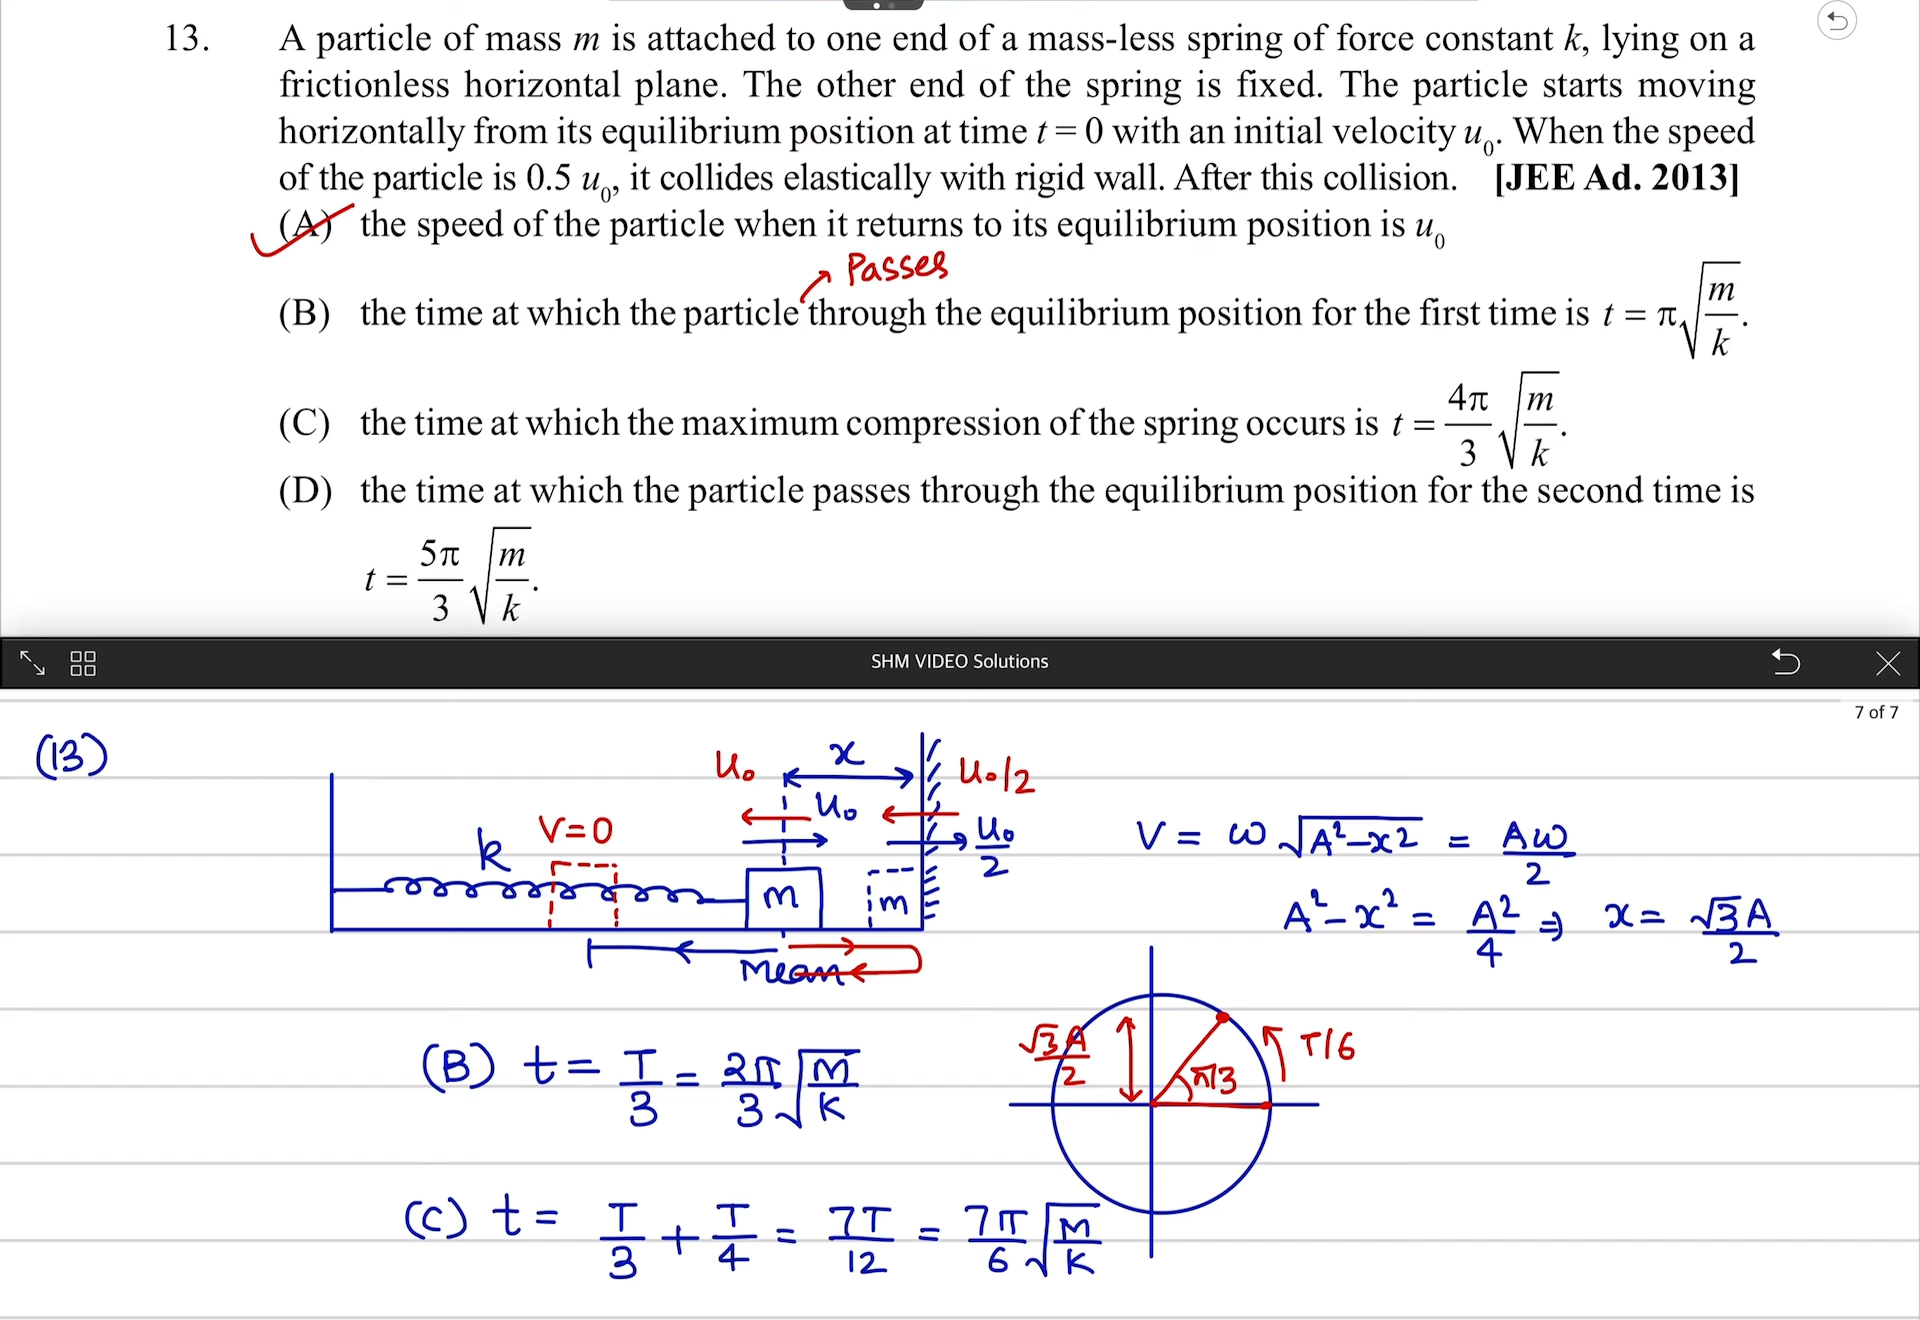 13. A particle of mass m is attached to one end of a mass-less spring of force constant k, lying on a
frictionless horizontal plane. The other end of the spring is fixed. The particle starts moving
horizontally from its equilibrium position at time t = 0 with an initial velocity u₀. When the speed
of the particle is 0.5 u₀, it collides elastically with rigid wall. After this collision. [JEE Ad. 2013]
(A) the speed of the particle when it returns to its equilibrium position is u₀
Passes
(B) the time at which the particle through the equilibrium position for the first time is t = π√(m/k).
(C) the time at which the maximum compression of the spring occurs is t = 4π/3 √(m/k).
(D) the time at which the particle passes through the equilibrium position for the second time is
t = 5π/3 √(m/k).
SHM VIDEO Solutions
7 of 7
(13)
u₀ x u₀/2
u₀ u₀/2
k V=0
m m
mean
V = ω √(A²-x²) = Aω/2
A²-x² = A²/4 ⇒ x = √3A/2
√3A/2 π/3 T/6
(B) t = T/3 = 2π/3 √(M/K)
(C) t = T/3 + T/4 = 7T/12 = 7π/6 √(M/K)